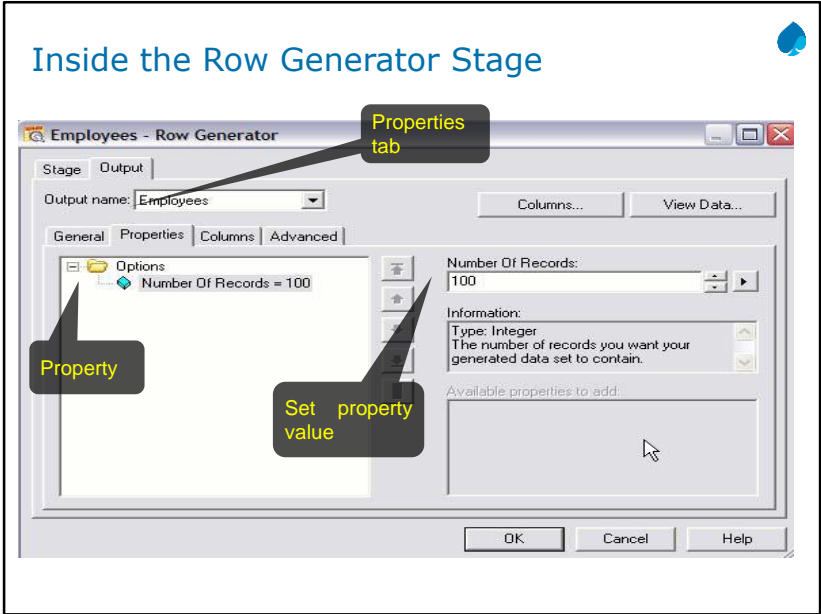 Inside the Row Generator Stage
Properties
tab
Employees - Row Generator
Stage
Output
Output name:
Employees
Columns...
View Data...
General
Properties
Columns
Advanced
Options
Number Of Records = 100
Number Of Records:
100
Information:
Type: Integer
The number of records you want your
generated data set to contain.
Property
Set property
value
Available properties to add:
OK
Cancel
Help